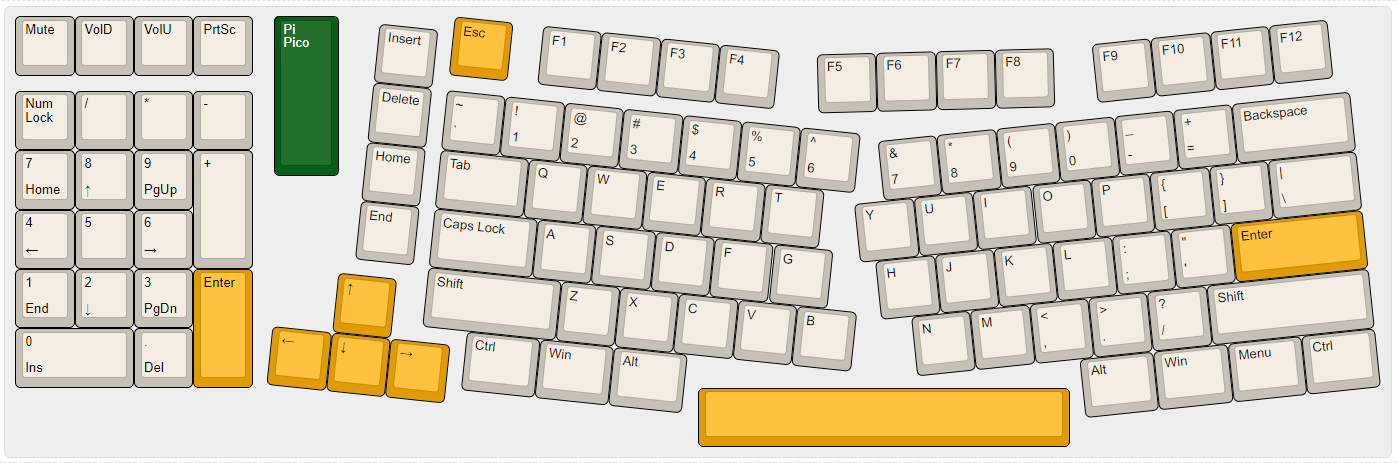 Mute VolD VolU PrtSc
Num
Lock
/ * -
7
Home
8
↑
9
PgUp
+
4
←
5
6
→
1
End
2
↓
3
PgDn
Enter
0
Ins
.
Del
Pi
Pico
Insert
Delete
Home
End
↑
← ↓ →
Esc
F1 F2 F3 F4
F5 F6 F7 F8
F9 F10 F11 F12
~
`
!
1
@
2
#
3
$
4
%
5
^
6
&
7
*
8
(
9
)
0
_
-
+
=
Backspace
Tab Q W E R T
Y U I O P
{
[
}
]
|
\
Caps Lock A S D F G
H J K L
:
;
"
'
Enter
Shift Z X C V B
N M
<
,
>
.
?
/
Shift
Ctrl Win Alt
Alt Win Menu Ctrl